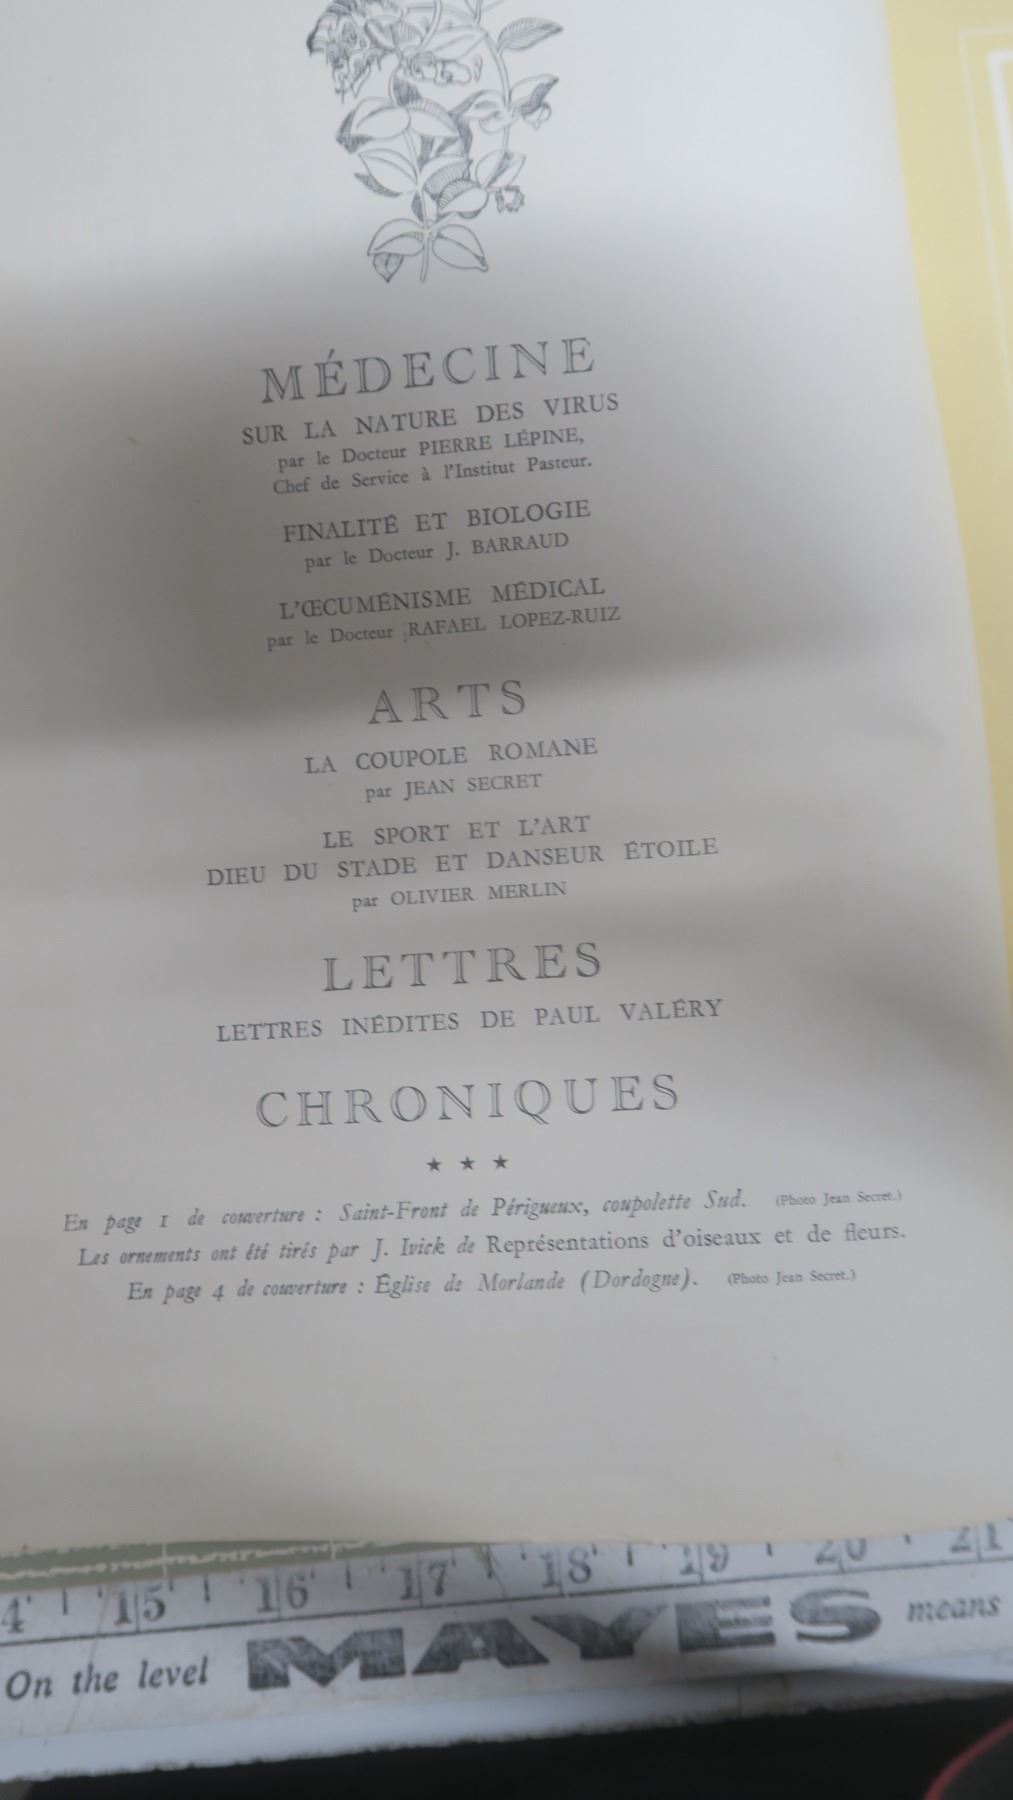 MÉDECINE
SUR LA NATURE DES VIRUS
par le Docteur PIERRE LÉPINE,
Chef de Service à l'Institut Pasteur.
FINALITÉ ET BIOLOGIE
par le Docteur J. BARRAUD
L'ŒCUMÉNISME MÉDICAL
par le Docteur RAFAEL LOPEZ-RUIZ
ARTS
LA COUPOLE ROMANE
par JEAN SECRET
LE SPORT ET L'ART
DIEU DU STADE ET DANSEUR ÉTOILE
par OLIVIER MERLIN
LETTRES
LETTRES INÉDITES DE PAUL VALÉRY
CHRONIQUES
★ ★ ★
En page 1 de couverture : Saint-Front de Périgueux, coupolette Sud. (Photo Jean Secret.)
Les ornements ont été tirés par J. Ivick de Représentations d'oiseaux et de fleurs.
En page 4 de couverture : Église de Morlande (Dordogne). (Photo Jean Secret.)
4' 15' 16' 17' 18' 19 20 21
On the level MAYES means